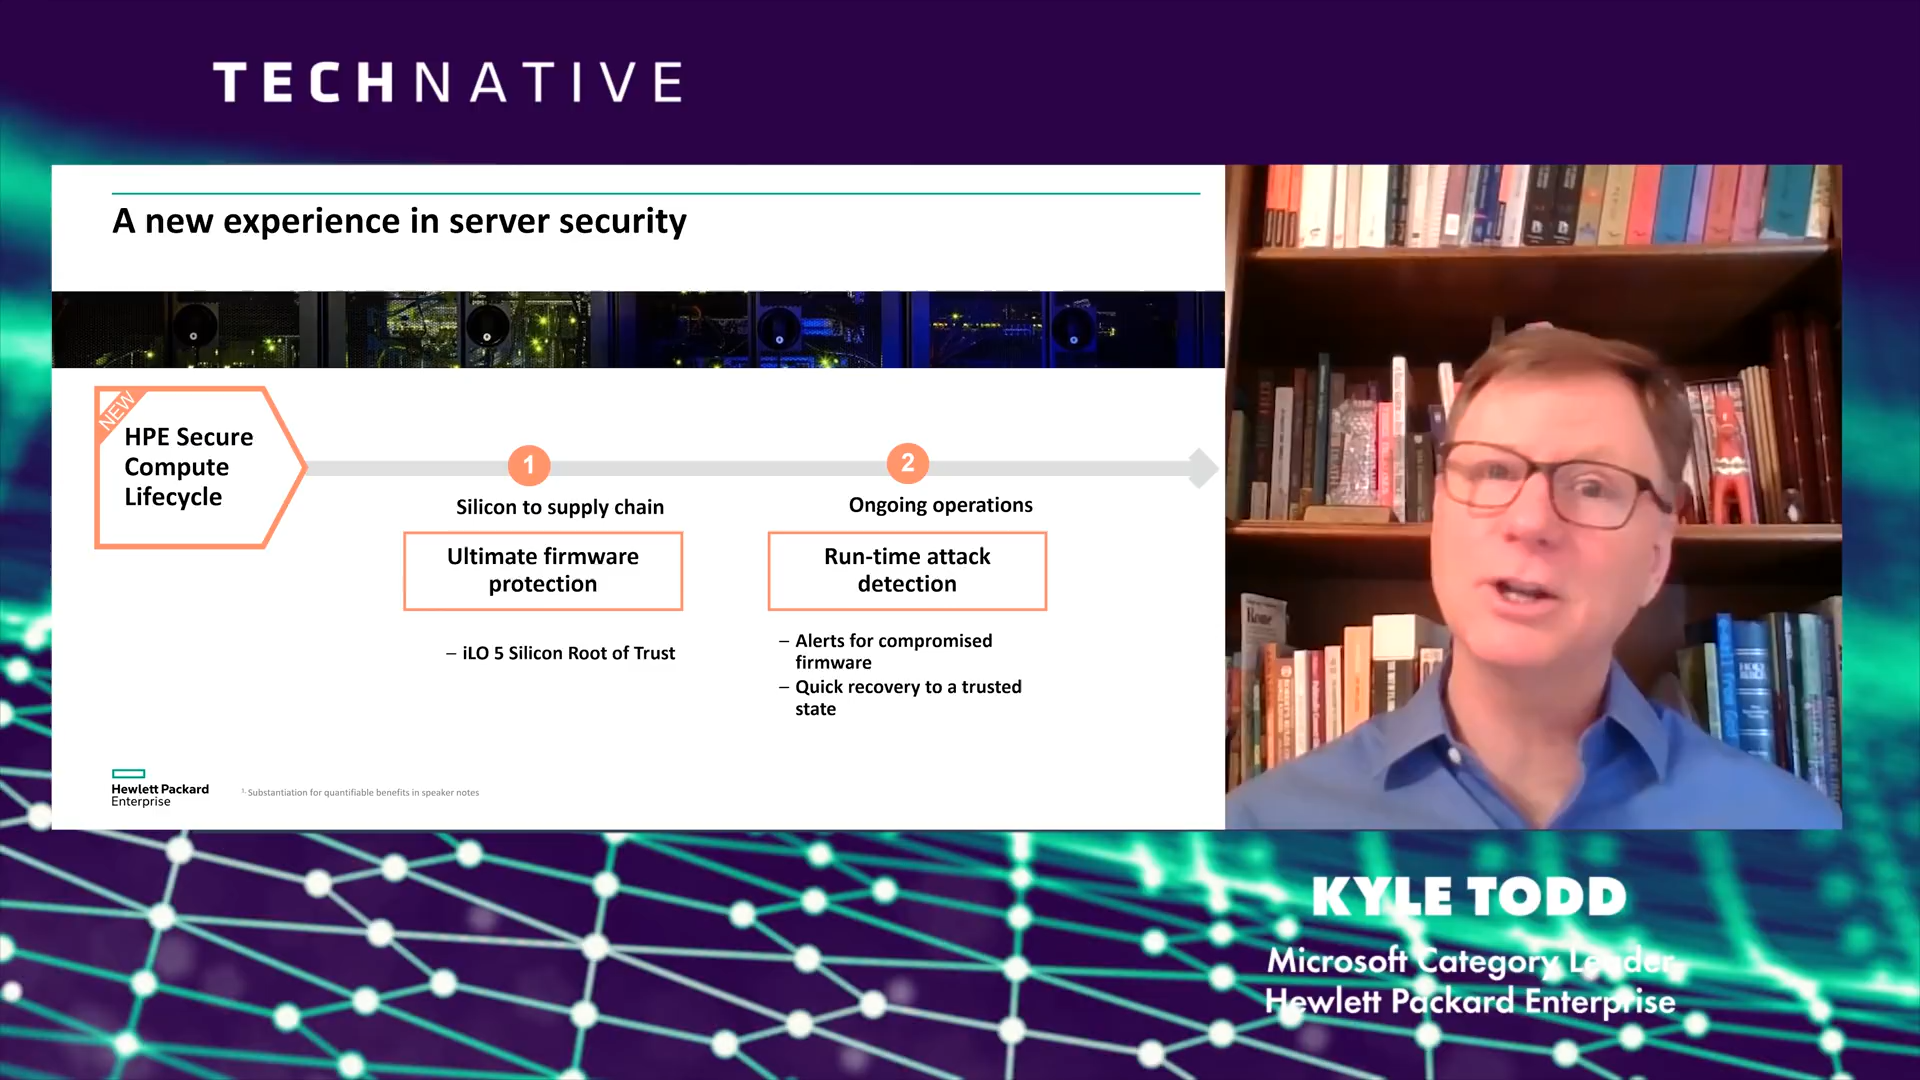 TECHNATIVE
A new experience in server security
NEW
HPE Secure
Compute
Lifecycle
1
Silicon to supply chain
Ultimate firmware
protection
– iLO 5 Silicon Root of Trust
2
Ongoing operations
Run-time attack
detection
– Alerts for compromised
firmware
– Quick recovery to a trusted
state
Hewlett Packard
Enterprise
1. Substantiation for quantifiable benefits in speaker notes
Rome
HOLY
BIBLE
KYLE TODD
Microsoft Category Leader
Hewlett Packard Enterprise